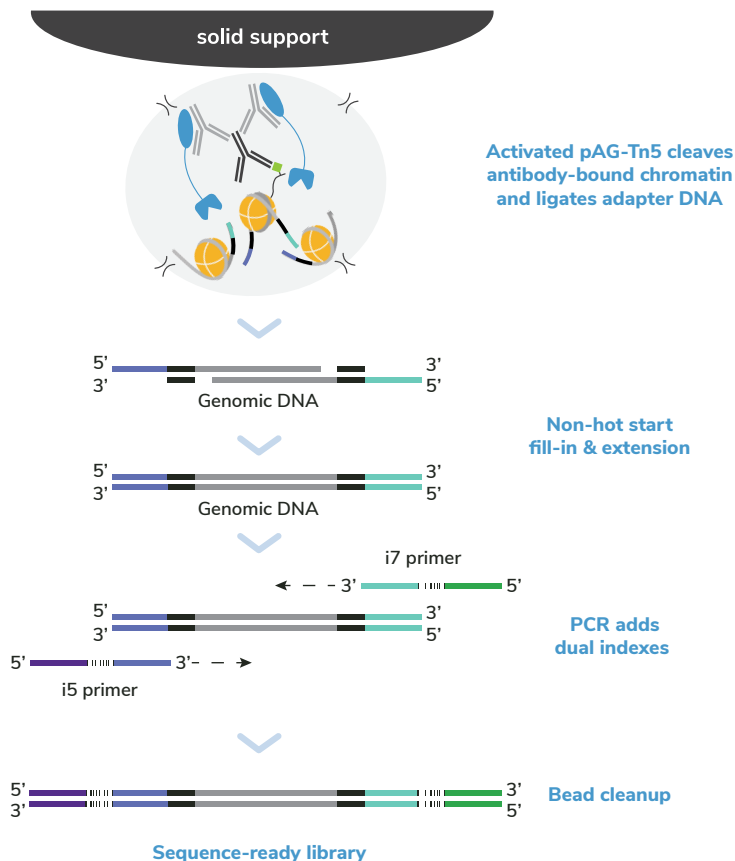 solid support
Activated pAG-Tn5 cleaves
antibody-bound chromatin
and ligates adapter DNA
5’ 3’
3’ 5’
Genomic DNA
Non-hot start
fill-in & extension
5’ 3’
3’ 5’
Genomic DNA
i7 primer
3’ 5’
5’ 3’
3’ 5’
PCR adds
dual indexes
5’ 3’
i5 primer
5’ 3’
3’ 5’
Bead cleanup
Sequence-ready library